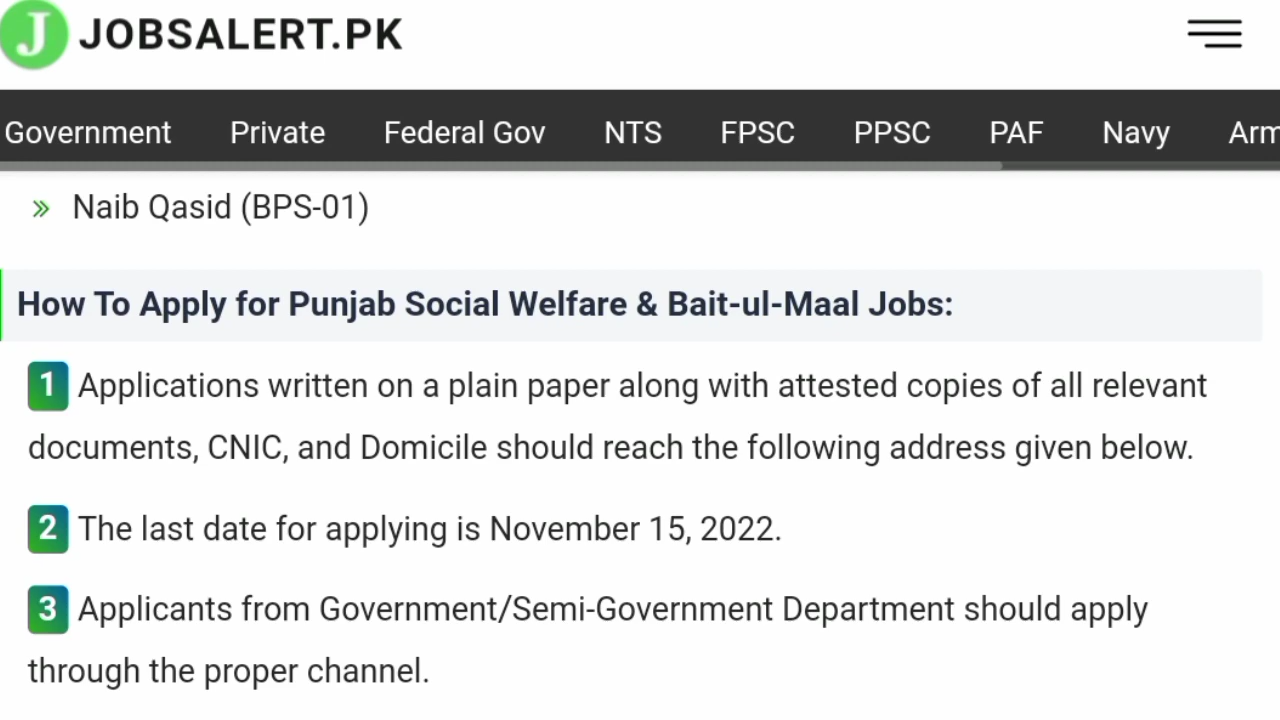 J JOBSALERT.PK
Government Private Federal Gov NTS FPSC PPSC PAF Navy Arm
» Naib Qasid (BPS-01)
How To Apply for Punjab Social Welfare & Bait-ul-Maal Jobs:
1 Applications written on a plain paper along with attested copies of all relevant
documents, CNIC, and Domicile should reach the following address given below.
2 The last date for applying is November 15, 2022.
3 Applicants from Government/Semi-Government Department should apply
through the proper channel.